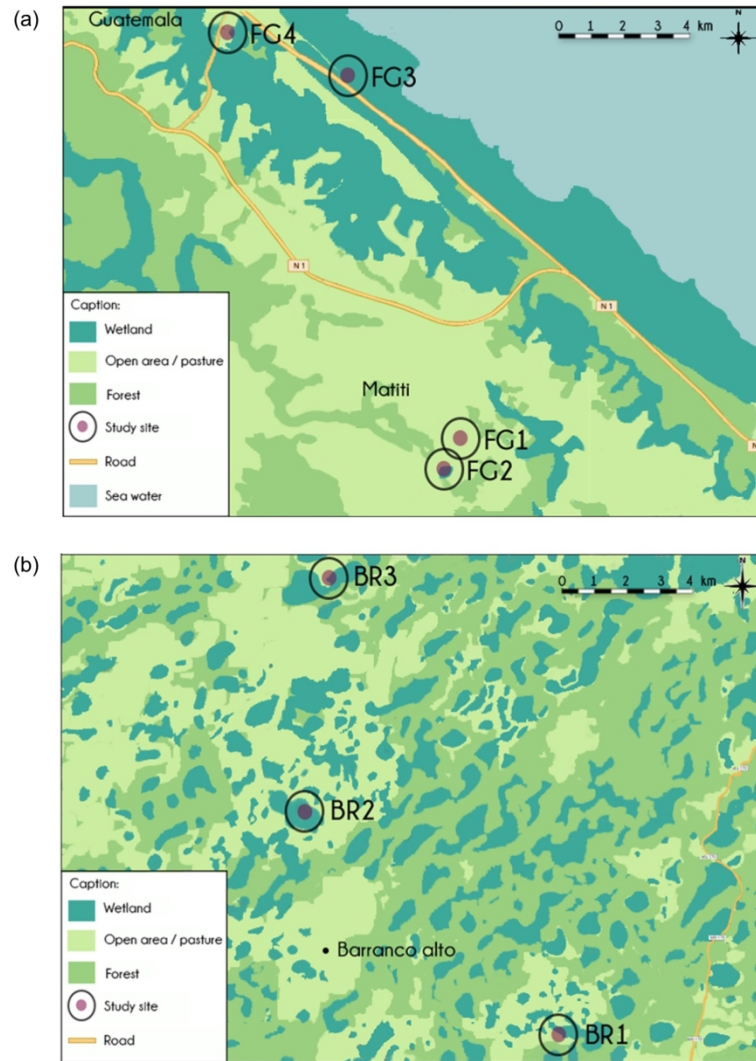 (a)
Guatemala
N
FG4
0 1 2 3 4 km
FG3
N 1
N 1
Caption:
Wetland
Open area / pasture
Forest
Study site
Road
Sea water
Matiti
FG1
FG2
N
(b)
BR3
N
0 1 2 3 4 km
BR2
Caption:
Wetland
Open area / pasture
Forest
Study site
Road
Barranco alto
BR1